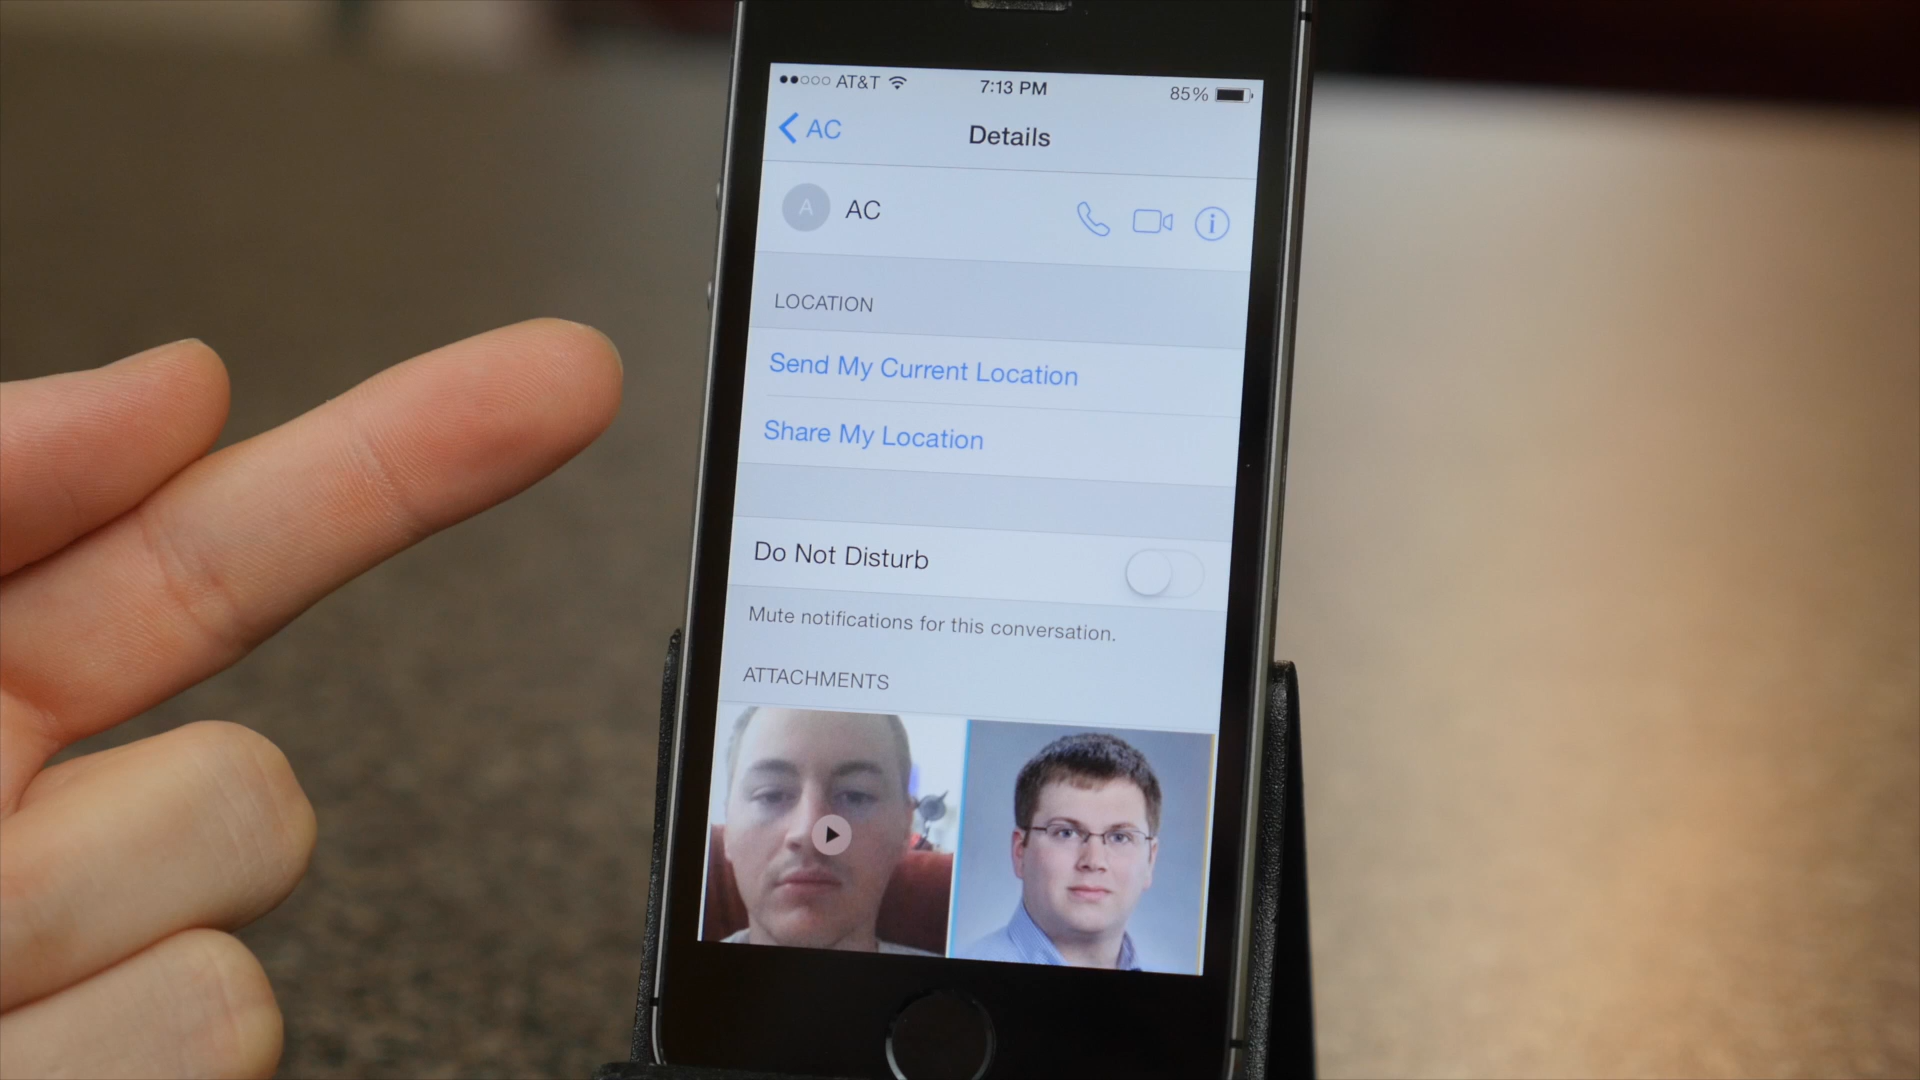 AT&T 7:13 PM 85%
AC Details
A AC
LOCATION
Send My Current Location
Share My Location
Do Not Disturb
Mute notifications for this conversation.
ATTACHMENTS